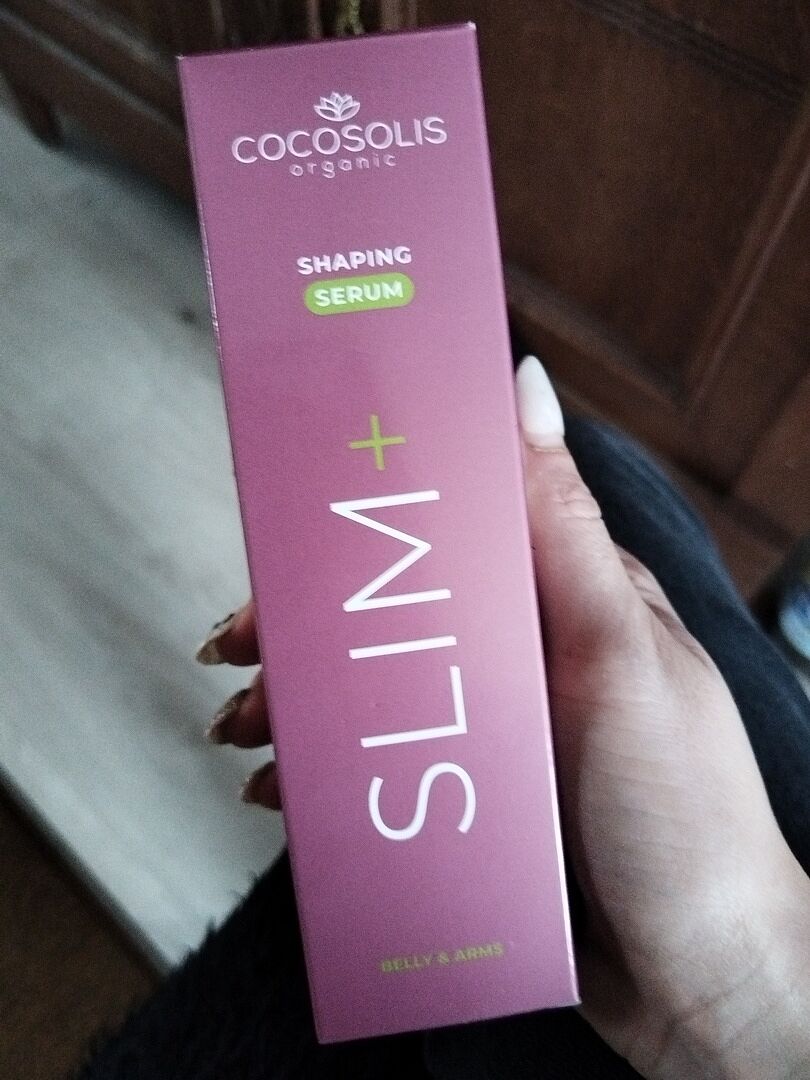 COCOSOLIS
organic
SHAPING
SERUM
SLIM+
BELLY & ARMS